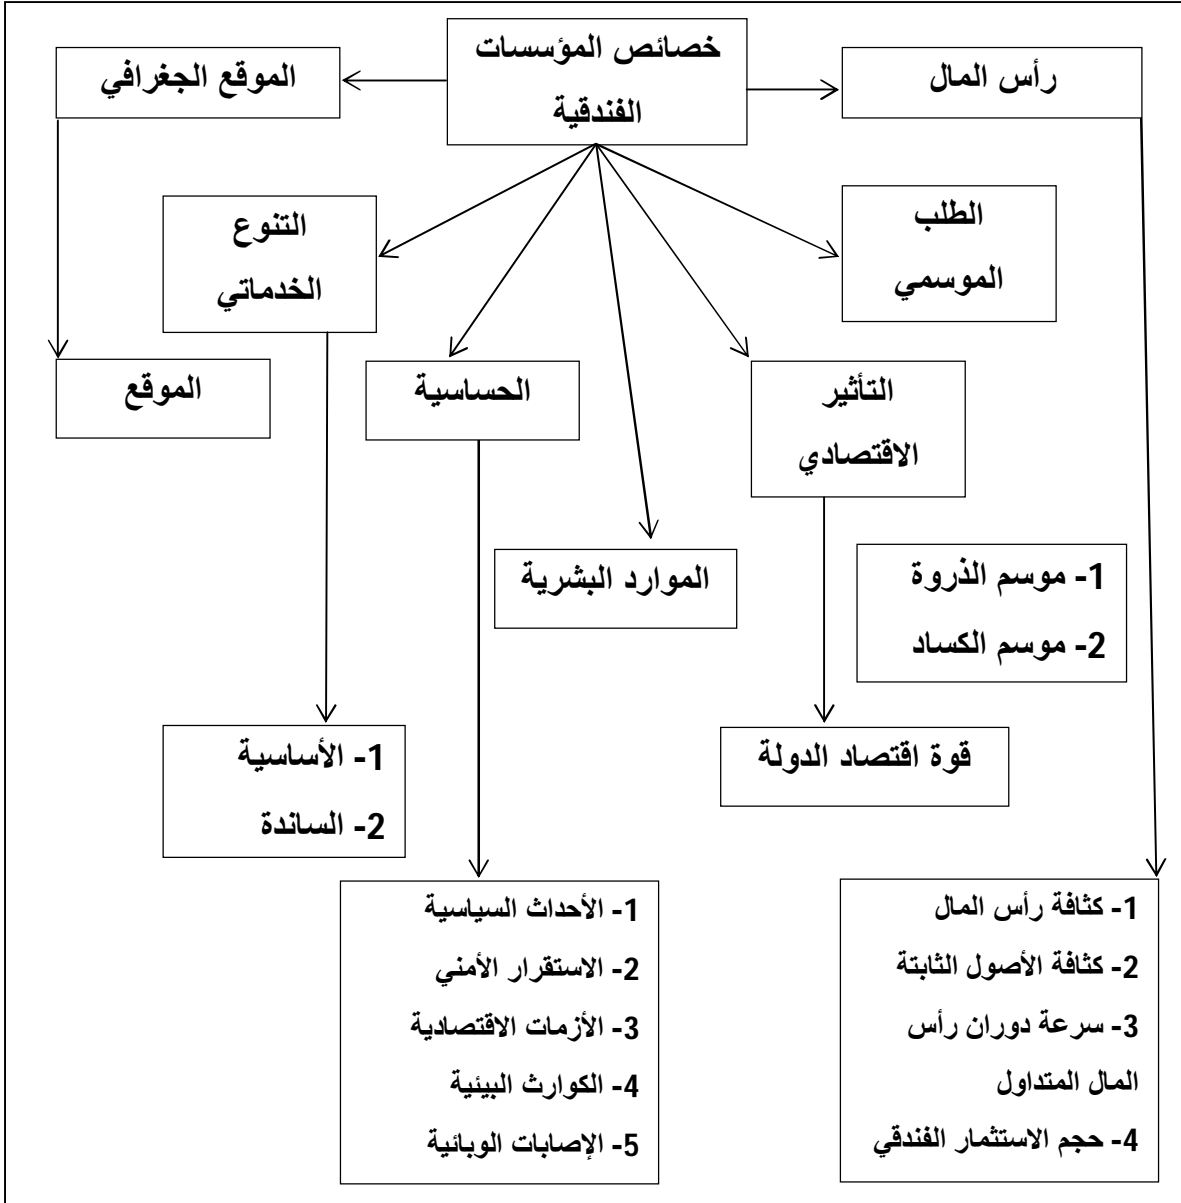 خصائص المؤسسات
الفندقية
رأس المال
الموقع الجغرافي
الطلب
الموسمي
التنوع
الخدماتي
التأثير
الاقتصادي
الحساسية
الموقع
الموارد البشرية
1- موسم الذروة
2- موسم الكساد
قوة اقتصاد الدولة
1- الأساسية
2- الساندة
1- كثافة رأس المال
2- كثافة الأصول الثابتة
3- سرعة دوران رأس
المال المتداول
4- حجم الاستثمار الفندقي
1- الأحداث السياسية
2- الاستقرار الأمني
3- الأزمات الاقتصادية
4- الكوارث البيئية
5- الإصابات الوبائية